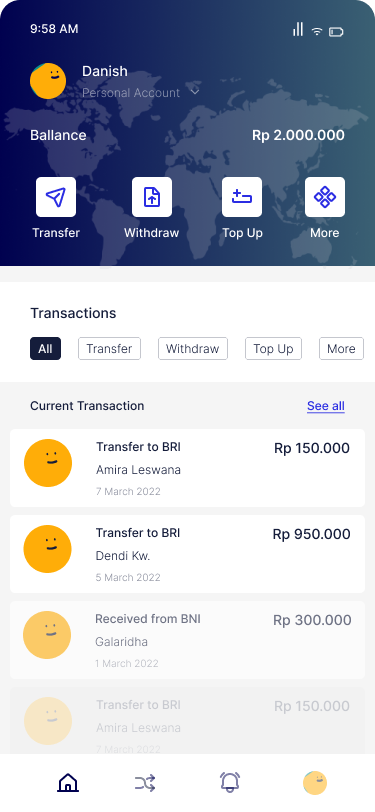 9:58 AM
Danish
Personal Account
Ballance
Rp 2.000.000
Transfer Withdraw Top Up More
Transactions
All Transfer Withdraw Top Up More
Current Transaction See all
Transfer to BRI Rp 150.000
Amira Leswana
7 March 2022
Transfer to BRI Rp 950.000
Dendi Kw.
5 March 2022
Received from BNI Rp 300.000
Galaridha
1 March 2022
Transfer to BRI Rp 150.000
Amira Leswana
7 March 2022